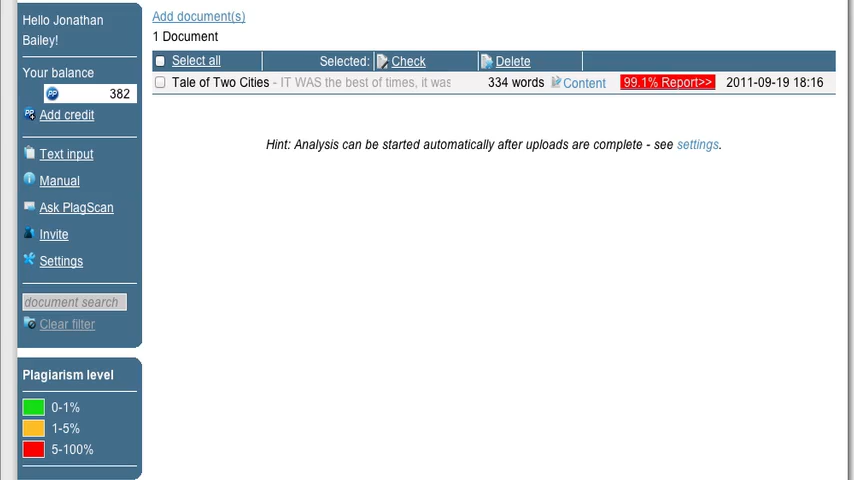 Hello Jonathan
Bailey!
Your balance
382
Add credit
Text input
Manual
Ask PlagScan
Invite
Settings
document search
Clear filter
Plagiarism level
0-1%
1-5%
5-100%
Add document(s)
1 Document
Select all Selected: Check Delete
Tale of Two Cities - IT WAS the best of times, it was 334 words Content 99.1% Report>> 2011-09-19 18:16
Hint: Analysis can be started automatically after uploads are complete - see settings.